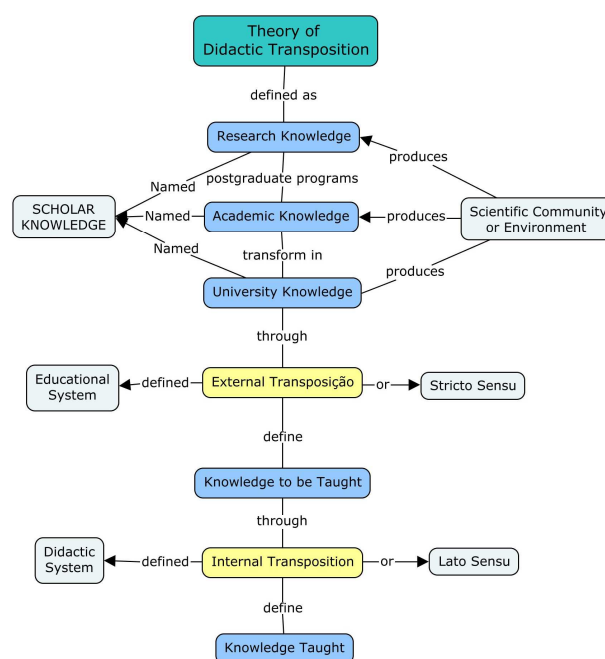 Theory of
Didactic Transposition
defined as
Research Knowledge
produces
Named
postgraduate programs
SCHOLAR
KNOWLEDGE
Named
Academic Knowledge
produces
Scientific Community
or Environment
Named
transform in
produces
University Knowledge
through
Educational
System
defined
External Transposição
or
Stricto Sensu
define
Knowledge to be Taught
through
Didactic
System
defined
Internal Transposition
or
Lato Sensu
define
Knowledge Taught